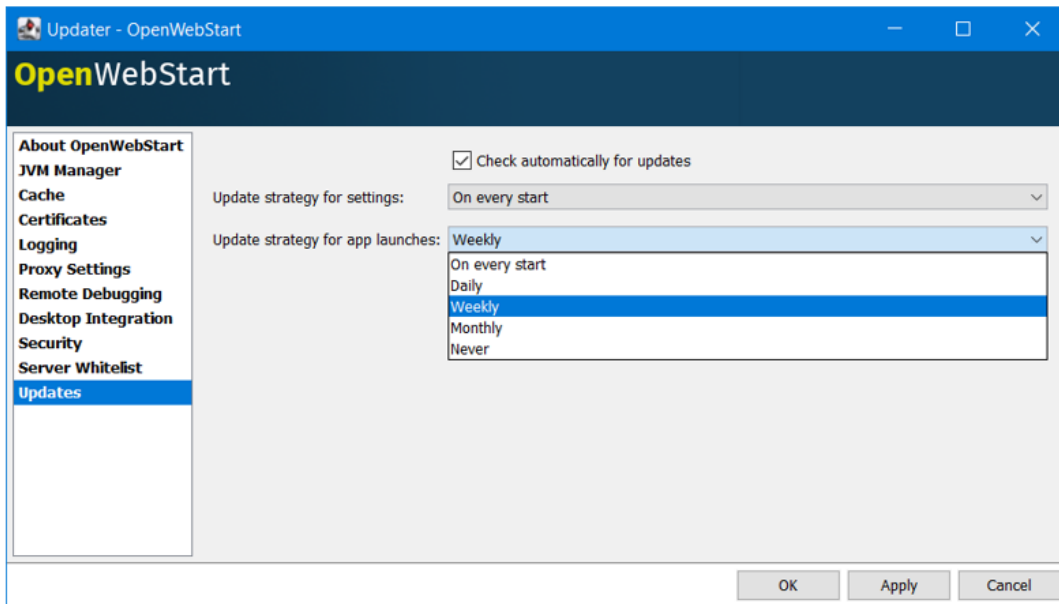 Updater - OpenWebStart
OpenWebStart
About OpenWebStart
JVM Manager
Cache
Certificates
Logging
Proxy Settings
Remote Debugging
Desktop Integration
Security
Server Whitelist
Updates
Check automatically for updates
Update strategy for settings: On every start
Update strategy for app launches: Weekly
On every start
Daily
Weekly
Monthly
Never
OK Apply Cancel